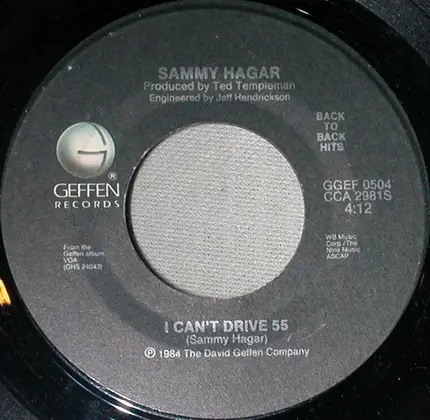 SAMMY HAGAR
Produced by Ted Templeman
Engineered by Jeff Hendrickson
BACK
TO
BACK
HITS
G
®
GEFFEN
RECORDS
GGEF 0504
CCA 2981S
4:12
From the
Geffen album
VOA
(GHS 24043)
WB Music
Corp./The
Nine Music
ASCAP
I CAN'T DRIVE 55
(Sammy Hagar)
℗ 1984 The David Geffen Company